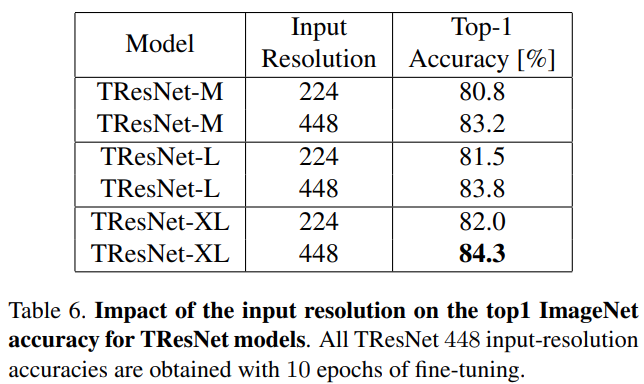 Model Input Resolution Top-1 Accuracy [%]
TResNet-M 224 80.8
TResNet-M 448 83.2
TResNet-L 224 81.5
TResNet-L 448 83.8
TResNet-XL 224 82.0
TResNet-XL 448 84.3
Table 6. Impact of the input resolution on the top1 ImageNet
accuracy for TResNet models. All TResNet 448 input-resolution
accuracies are obtained with 10 epochs of fine-tuning.